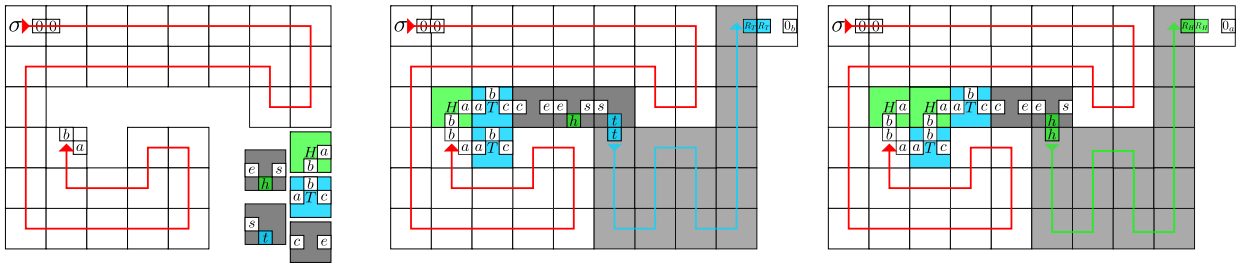 σ 0 0
b
a
H a
b
e s
h
b
a T c
s
t
c e
σ 0 0
R_T R_T 0_b
b
H a a T c c e e s s
b h t
b b t
a a T c
σ 0 0
R_H R_H 0_a
b
H a H a a T c c e e s
b b h
b b h
a a T c